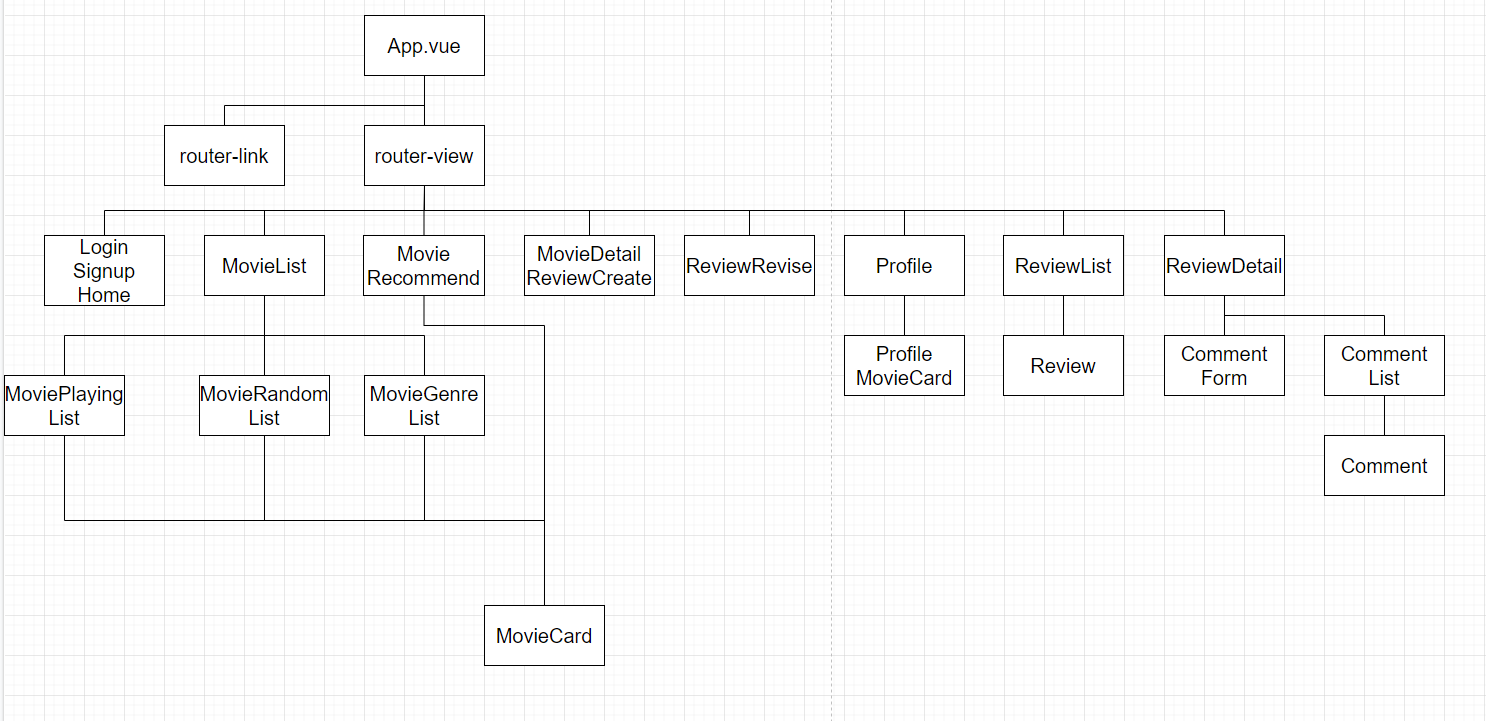 App.vue
router-link
router-view
Login
Signup
Home
MovieList
Movie
Recommend
MovieDetail
ReviewCreate
ReviewRevise
Profile
ReviewList
ReviewDetail
Profile
MovieCard
Review
Comment
Form
Comment
List
MoviePlaying
List
MovieRandom
List
MovieGenre
List
Comment
MovieCard